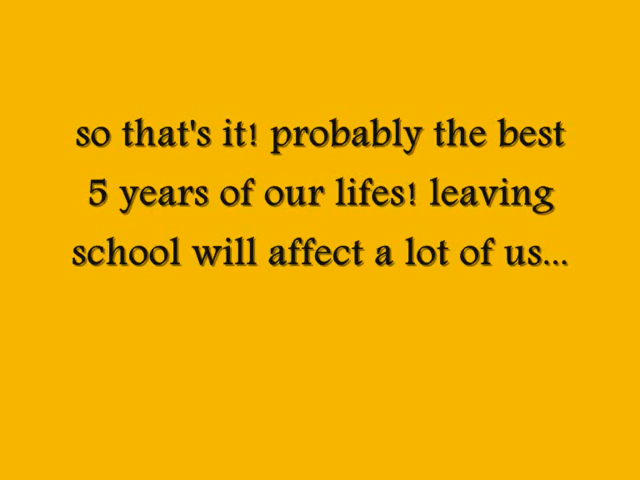 so that's it! probably the best
5 years of our lifes! leaving
school will affect a lot of us...